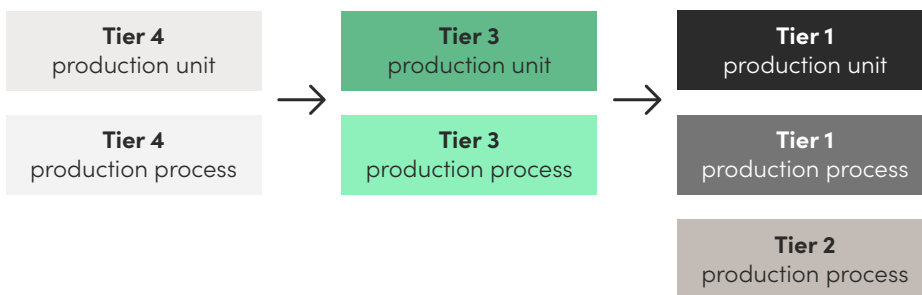 Tier 4
production unit
Tier 4
production process
Tier 3
production unit
Tier 3
production process
Tier 1
production unit
Tier 1
production process
Tier 2
production process